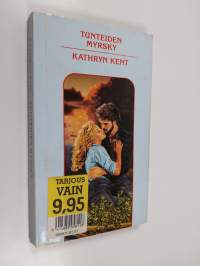 TUNTEIDEN
MYRSKY
KATHRYN KENT
TARJOUS
VAIN
9,95